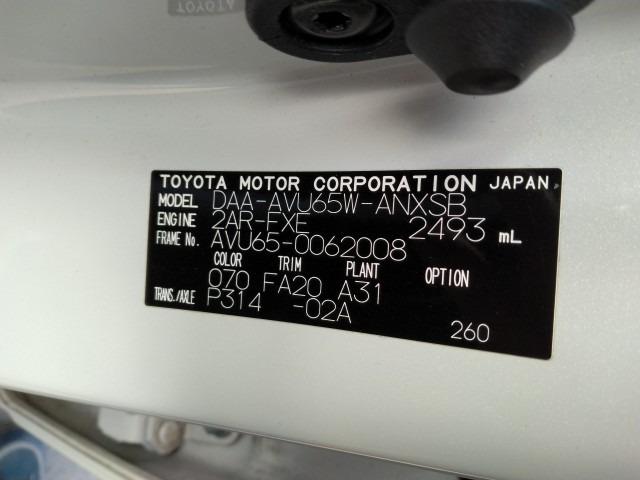 TOYOTA MOTOR CORPORATION JAPAN
MODEL DAA-AVU65W-ANXSB
ENGINE 2AR-FXE 2493 mL
FRAME No. AVU65-0062008
COLOR TRIM PLANT OPTION
070 FA20 A31
TRANS./AXLE P314 -02A
260
TOYOTA